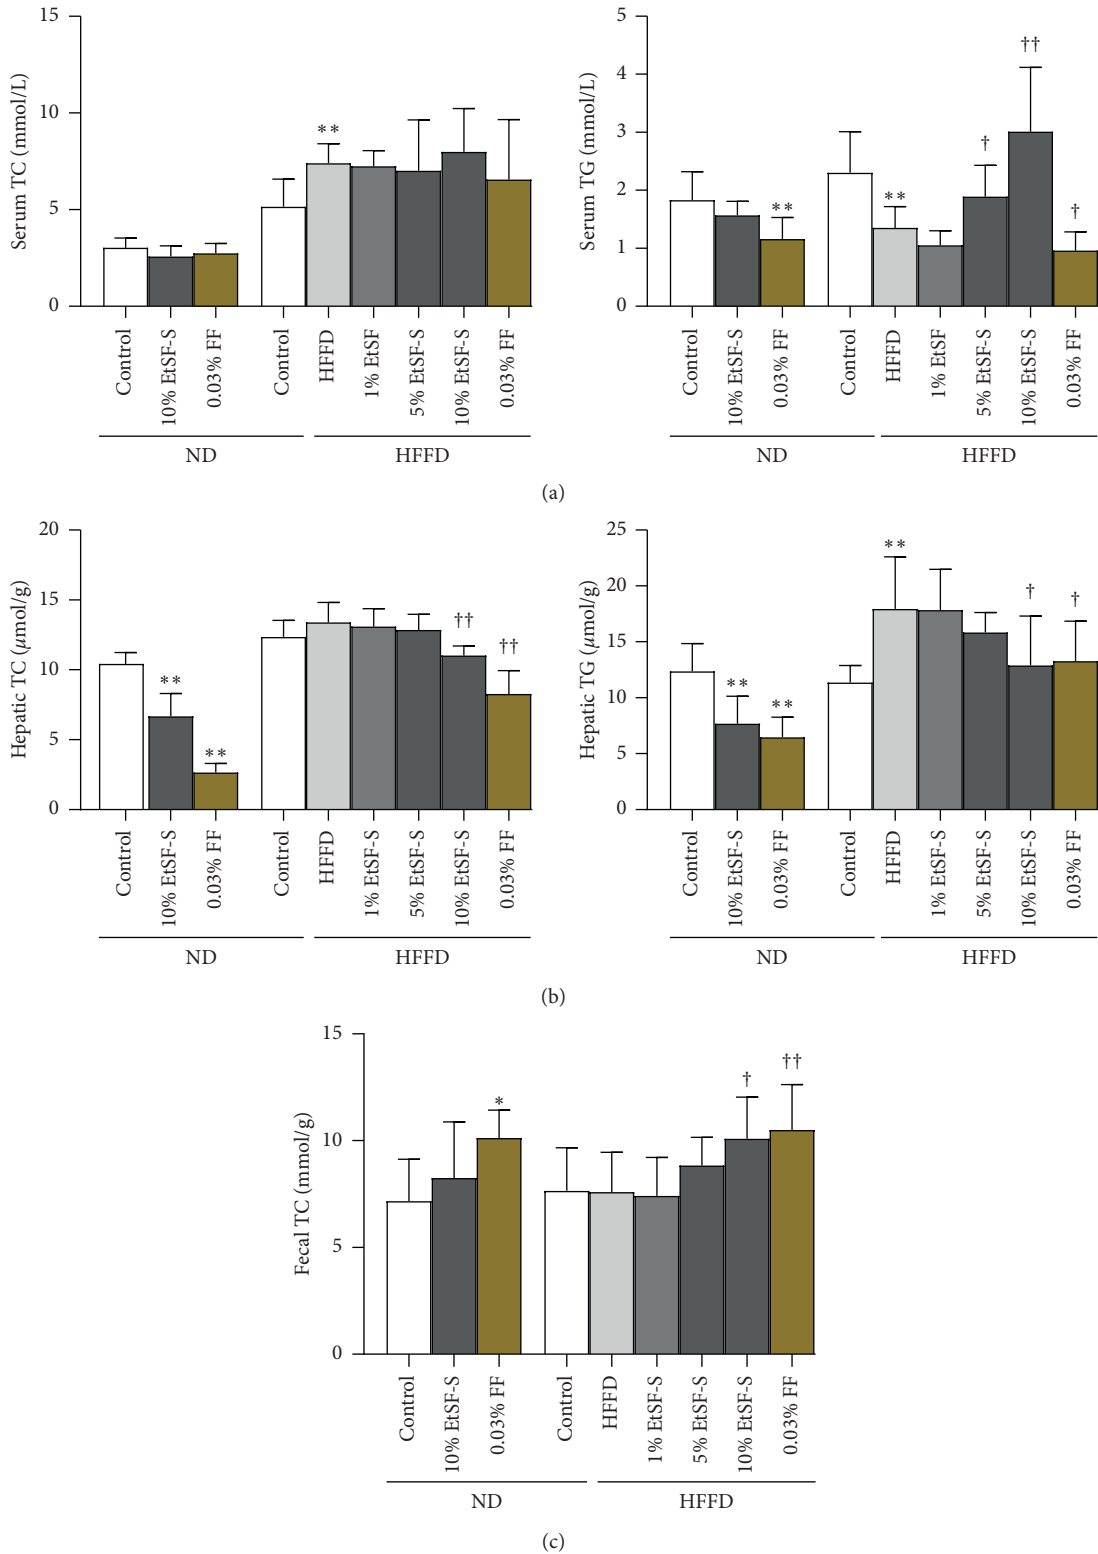 Serum TC (mmol/L)
15
10
5
0
**
Control
10% EtSF-S
0.03% FF
Control
HFFD
1% EtSF
5% EtSF-S
10% EtSF-S
0.03% FF
ND
HFFD
Serum TG (mmol/L)
5
4
3
2
1
0
**
**
†
††
†
Control
10% EtSF-S
0.03% FF
Control
HFFD
1% EtSF
5% EtSF-S
10% EtSF-S
0.03% FF
ND
HFFD
(a)
Hepatic TC (μmol/g)
20
15
10
5
0
**
**
††
††
Control
10% EtSF-S
0.03% FF
Control
HFFD
1% EtSF-S
5% EtSF-S
10% EtSF-S
0.03% FF
ND
HFFD
Hepatic TG (μmol/g)
25
20
15
10
5
0
**
**
**
†
†
Control
10% EtSF-S
0.03% FF
Control
HFFD
1% EtSF-S
5% EtSF-S
10% EtSF-S
0.03% FF
ND
HFFD
(b)
Fecal TC (mmol/g)
15
10
5
0
*
†
††
Control
10% EtSF-S
0.03% FF
Control
HFFD
1% EtSF-S
5% EtSF-S
10% EtSF-S
0.03% FF
ND
HFFD
(c)